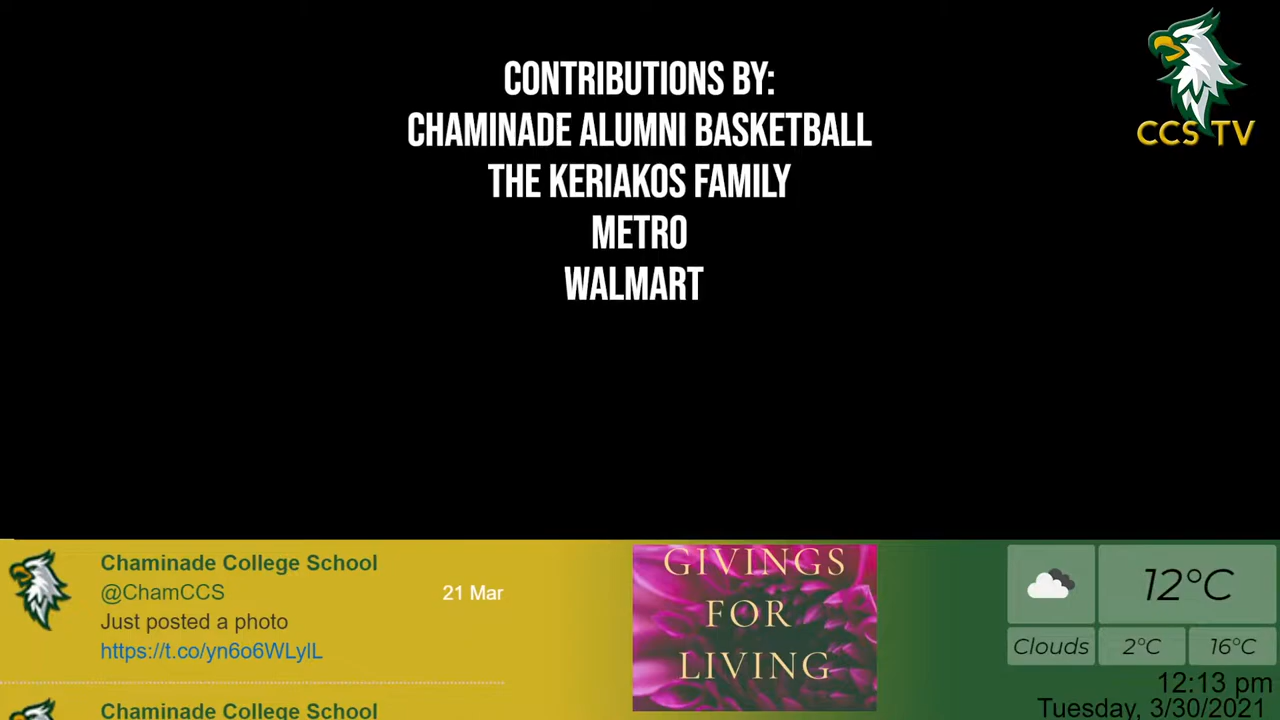 CONTRIBUTIONS BY:
CHAMINADE ALUMNI BASKETBALL
THE KERIAKOS FAMILY
METRO
WALMART
CCS TV
Chaminade College School
@ChamCCS
21 Mar
Just posted a photo
https://t.co/yn6o6WLylL
Chaminade College School
GIVINGS
FOR
LIVING
12°C
Clouds
2°C
16°C
12:13 pm
Tuesday, 3/30/2021